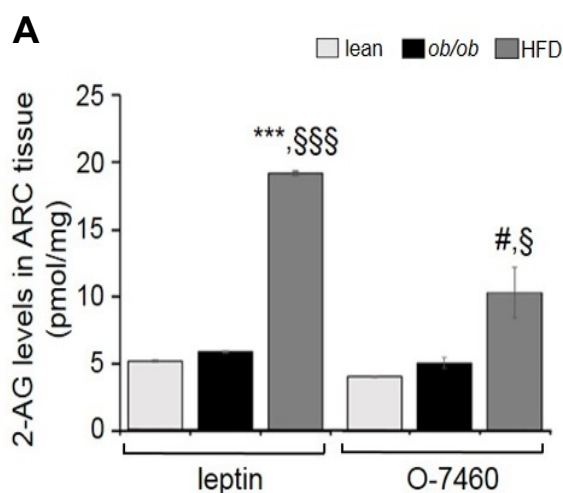 A
lean ob/ob HFD
2-AG levels in ARC tissue
(pmol/mg)
25
20
15
10
5
0
***,§§§
#,§
leptin O-7460